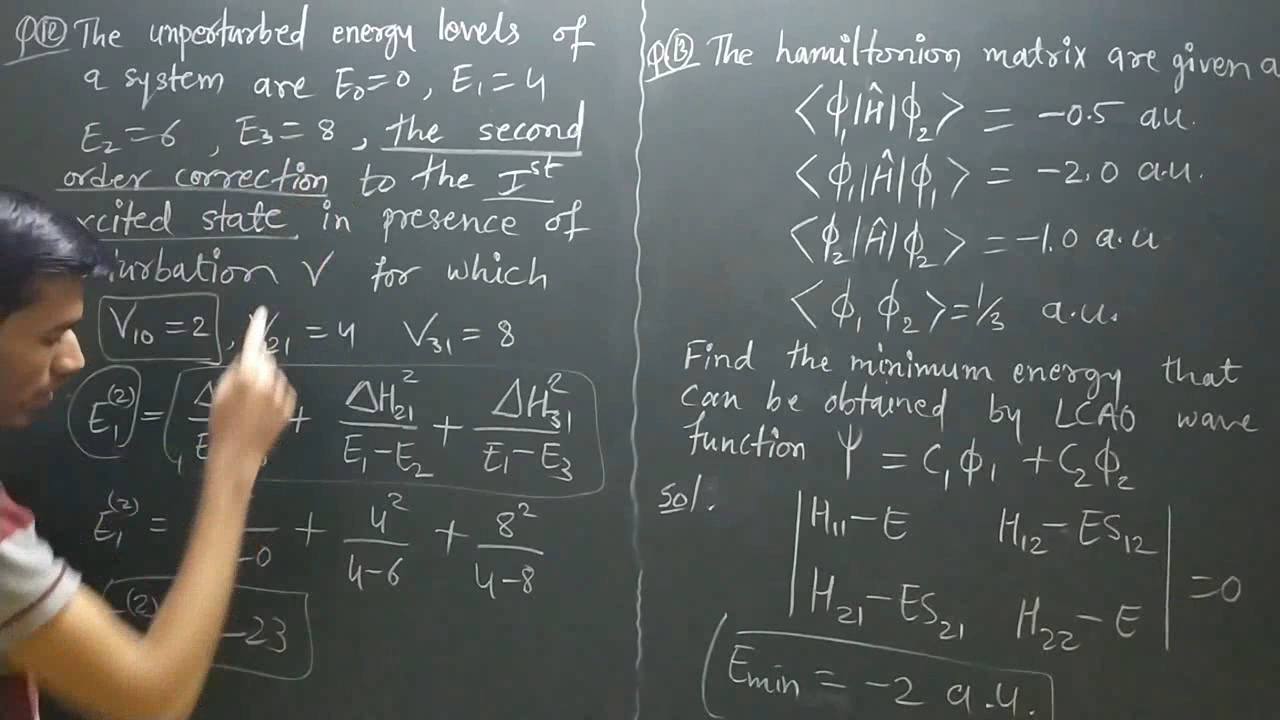 Q(12) The unperturbed energy levels of
a system are E₀=0, E₁=4
E₂=6, E₃=8, the second
order correction to the Iˢᵗ
xcited state in presence of
urbation V for which
V₁₀ = 2, V₂₁ = 4 V₃₁ = 8
E₁⁽²⁾ = + ΔH₂₁²/(E₁-E₂) + ΔH₃₁²/(E₁-E₃)
E₁⁽²⁾ = + 4²/(4-6) + 8²/(4-8)
-23
Q(13) The hamiltonion matrix are given a
⟨ϕ₁|Ĥ|ϕ₂⟩ = -0.5 au.
⟨ϕ₁|Ĥ|ϕ₁⟩ = -2.0 a.u.
⟨ϕ₂|Ĥ|ϕ₂⟩ = -1.0 a.u
⟨ϕ₁ ϕ₂⟩ = 1/3 a.u.
Find the minimum energy that
can be obtained by LCAO wave
function Ψ = C₁ϕ₁ + C₂ϕ₂
Sol.
|H₁₁-E H₁₂-ES₁₂|
|H₂₁-ES₂₁ H₂₂-E| = 0
Emin = -2 a.u.